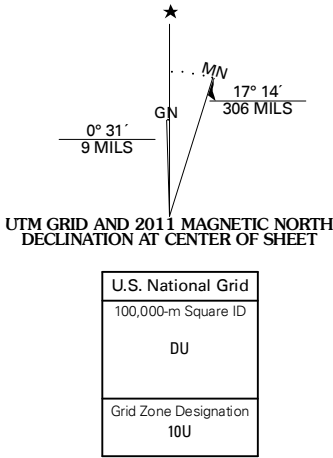 MN
GN
17° 14´
306 MILS
0° 31´
9 MILS
UTM GRID AND 2011 MAGNETIC NORTH
DECLINATION AT CENTER OF SHEET
U.S. National Grid
100,000-m Square ID
DU
Grid Zone Designation
10U